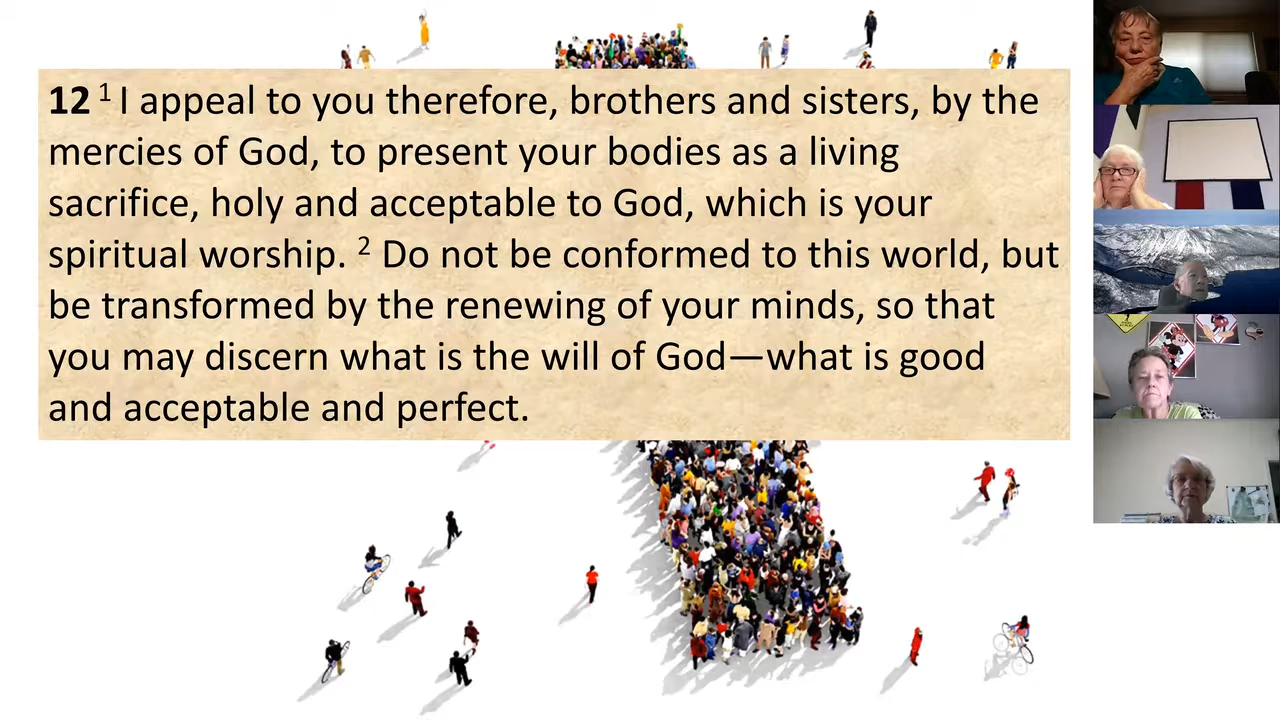 12 1 I appeal to you therefore, brothers and sisters, by the
mercies of God, to present your bodies as a living
sacrifice, holy and acceptable to God, which is your
spiritual worship. 2 Do not be conformed to this world, but
be transformed by the renewing of your minds, so that
you may discern what is the will of God—what is good
and acceptable and perfect.